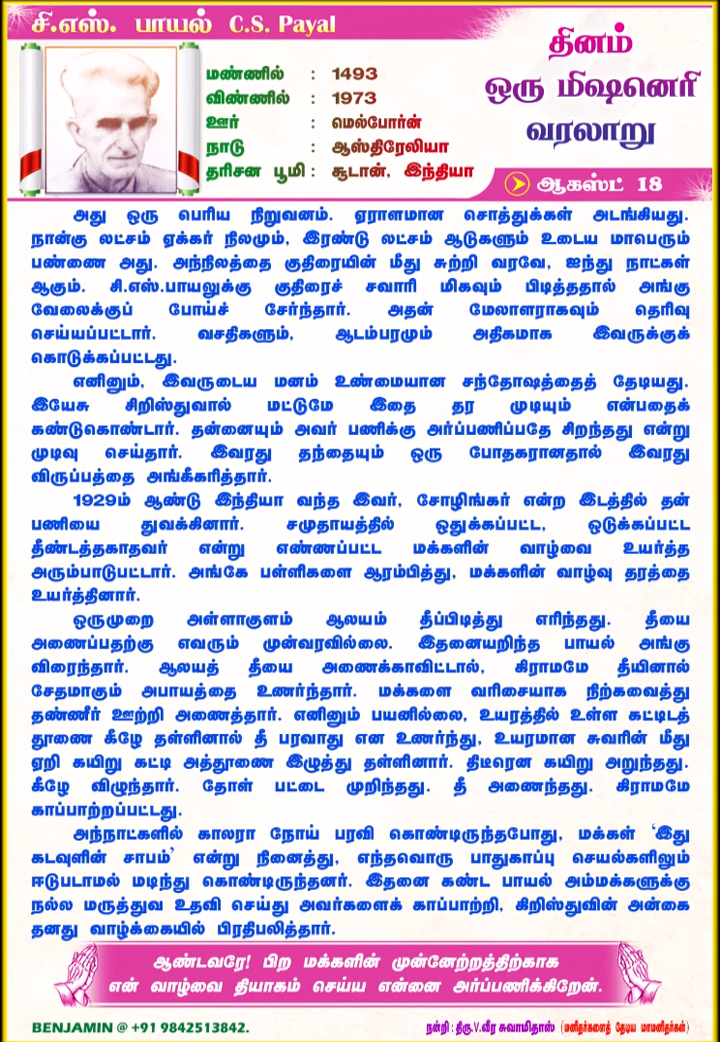 சி.எஸ். பாயல் C.S. Payal
மண்ணில் : 1493
விண்ணில் : 1973
ஊர் : மெல்போர்ன்
நாடு : ஆஸ்திரேலியா
தரிசன பூமி : சூடான், இந்தியா
தினம்
ஒரு மிஷனெரி
வரலாறு
ஆகஸ்ட் 18
அது ஒரு பெரிய நிறுவனம். ஏராளமான சொத்துக்கள் அடங்கியது.
நான்கு லட்சம் ஏக்கர் நிலமும், இரண்டு லட்சம் ஆடுகளும் உடைய மாபெரும்
பண்ணை அது. அந்நிலத்தை குதிரையின் மீது சுற்றி வரவே, ஐந்து நாட்கள்
ஆகும். சி.எஸ்.பாயலுக்கு குதிரைச் சவாரி மிகவும் பிடித்ததால் அங்கு
வேலைக்குப் போய்ச் சேர்ந்தார். அதன் மேலாளராகவும் தெரிவு
செய்யப்பட்டார். வசதிகளும், ஆடம்பரமும் அதிகமாக இவருக்குக்
கொடுக்கப்பட்டது.
எனினும், இவருடைய மனம் உண்மையான சந்தோஷத்தைத் தேடியது.
இயேசு சிறிஸ்துவால் மட்டுமே இதை தர முடியும் என்பதைக்
கண்டுகொண்டார். தன்னையும் அவர் பணிக்கு அர்ப்பணிப்பதே சிறந்தது என்று
முடிவு செய்தார். இவரது தந்தையும் ஒரு போதகரானதால் இவரது
விருப்பத்தை அங்கீகரித்தார்.
1929ம் ஆண்டு இந்தியா வந்த இவர், சோழிங்கர் என்ற இடத்தில் தன்
பணியை துவக்கினார். சமுதாயத்தில் ஒதுக்கப்பட்ட, ஒடுக்கப்பட்ட
தீண்டத்தகாதவர் என்று எண்ணப்பட்ட மக்களின் வாழ்வை உயர்த்த
அரும்பாடுபட்டார். அங்கே பள்ளிகளை ஆரம்பித்து, மக்களின் வாழ்வு தரத்தை
உயர்த்தினார்.
ஒருமுறை அள்ளாகுளம் ஆலயம் தீப்பிடித்து எரிந்தது. தீயை
அணைப்பதற்கு எவரும் முன்வரவில்லை. இதனையறிந்த பாயல் அங்கு
விரைந்தார். ஆலயத் தீயை அணைக்காவிட்டால், கிராமமே தீயினால்
சேதமாகும் அபாயத்தை உணர்ந்தார். மக்களை வரிசையாக நிற்கவைத்து
தண்ணீர் ஊற்றி அணைத்தார். எனினும் பயனில்லை, உயரத்தில் உள்ள கட்டிடத்
தூணை கீழே தள்ளினால் தீ பரவாது என உணர்ந்து, உயரமான சுவரின் மீது
ஏறி கயிறு கட்டி அத்தூணை இழுத்து தள்ளினார். திடீரென கயிறு அறுந்தது.
கீழே விழுந்தார். தோள் பட்டை முறிந்தது. தீ அணைந்தது. கிராமமே
காப்பாற்றப்பட்டது.
அந்நாட்களில் காலரா நோய் பரவி கொண்டிருந்தபோது, மக்கள் 'இது
கடவுளின் சாபம்' என்று நினைத்து, எந்தவொரு பாதுகாப்பு செயல்களிலும்
ஈடுபடாமல் மடிந்து கொண்டிருந்தனர். இதனை கண்ட பாயல் அம்மக்களுக்கு
நல்ல மருத்துவ உதவி செய்து அவர்களைக் காப்பாற்றி, கிறிஸ்துவின் அன்கை
தனது வாழ்க்கையில் பிரதிபலித்தார்.
ஆண்டவரே! பிற மக்களின் முன்னேற்றத்திற்காக
என் வாழ்வை தியாகம் செய்ய என்னை அர்ப்பணிக்கிறேன்.
BENJAMIN @ +91 9842513842.
நன்றி : திரு.V.வீர சுவாமிதாஸ் (மனிதர்களைத் தேடிய மாமனிதர்கள்)